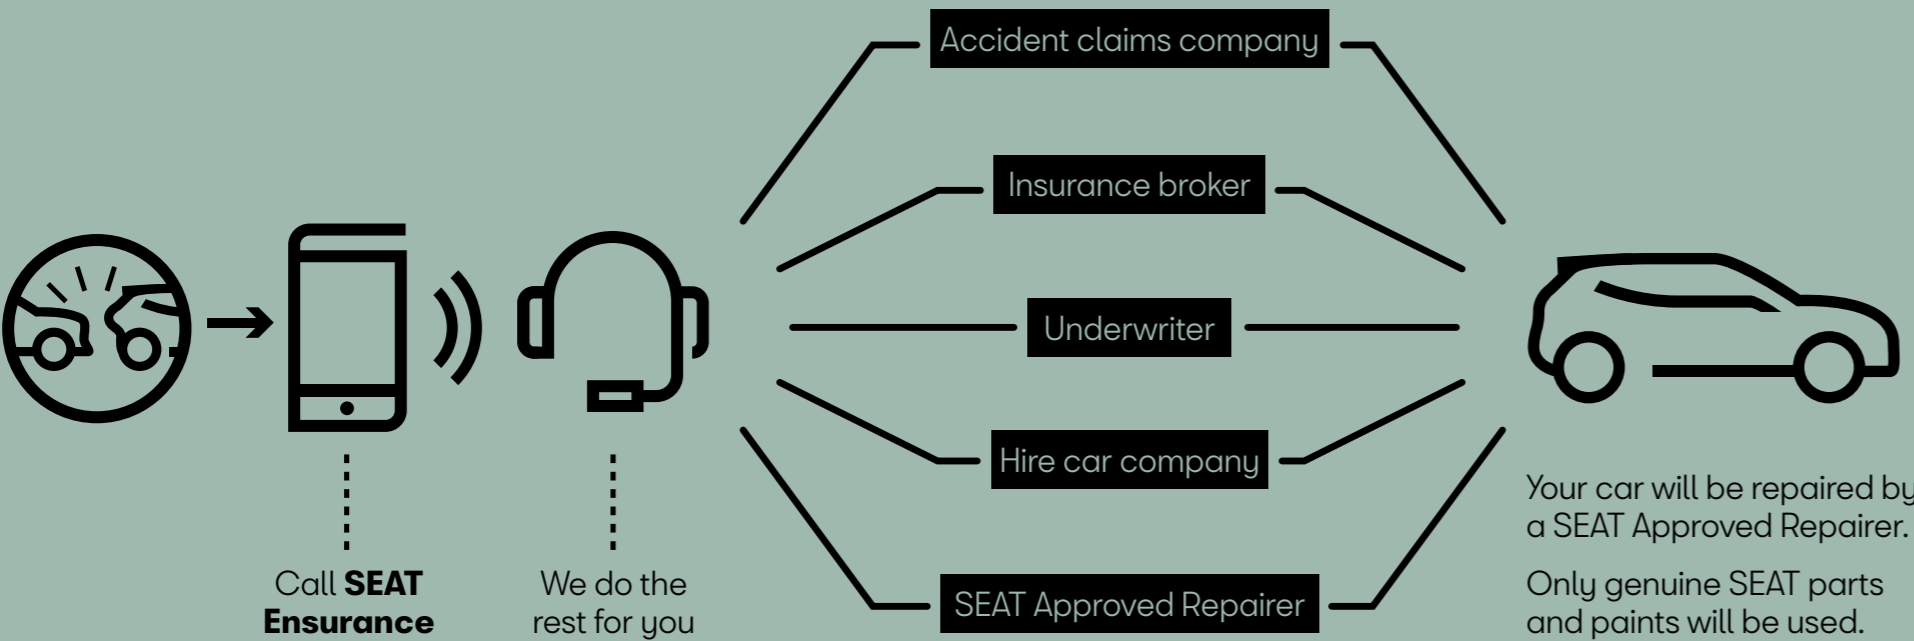 Accident claims company
Insurance broker
Underwriter
Hire car company
SEAT Approved Repairer
Call SEAT
Ensurance
We do the
rest for you
Your car will be repaired by
a SEAT Approved Repairer.
Only genuine SEAT parts
and paints will be used.